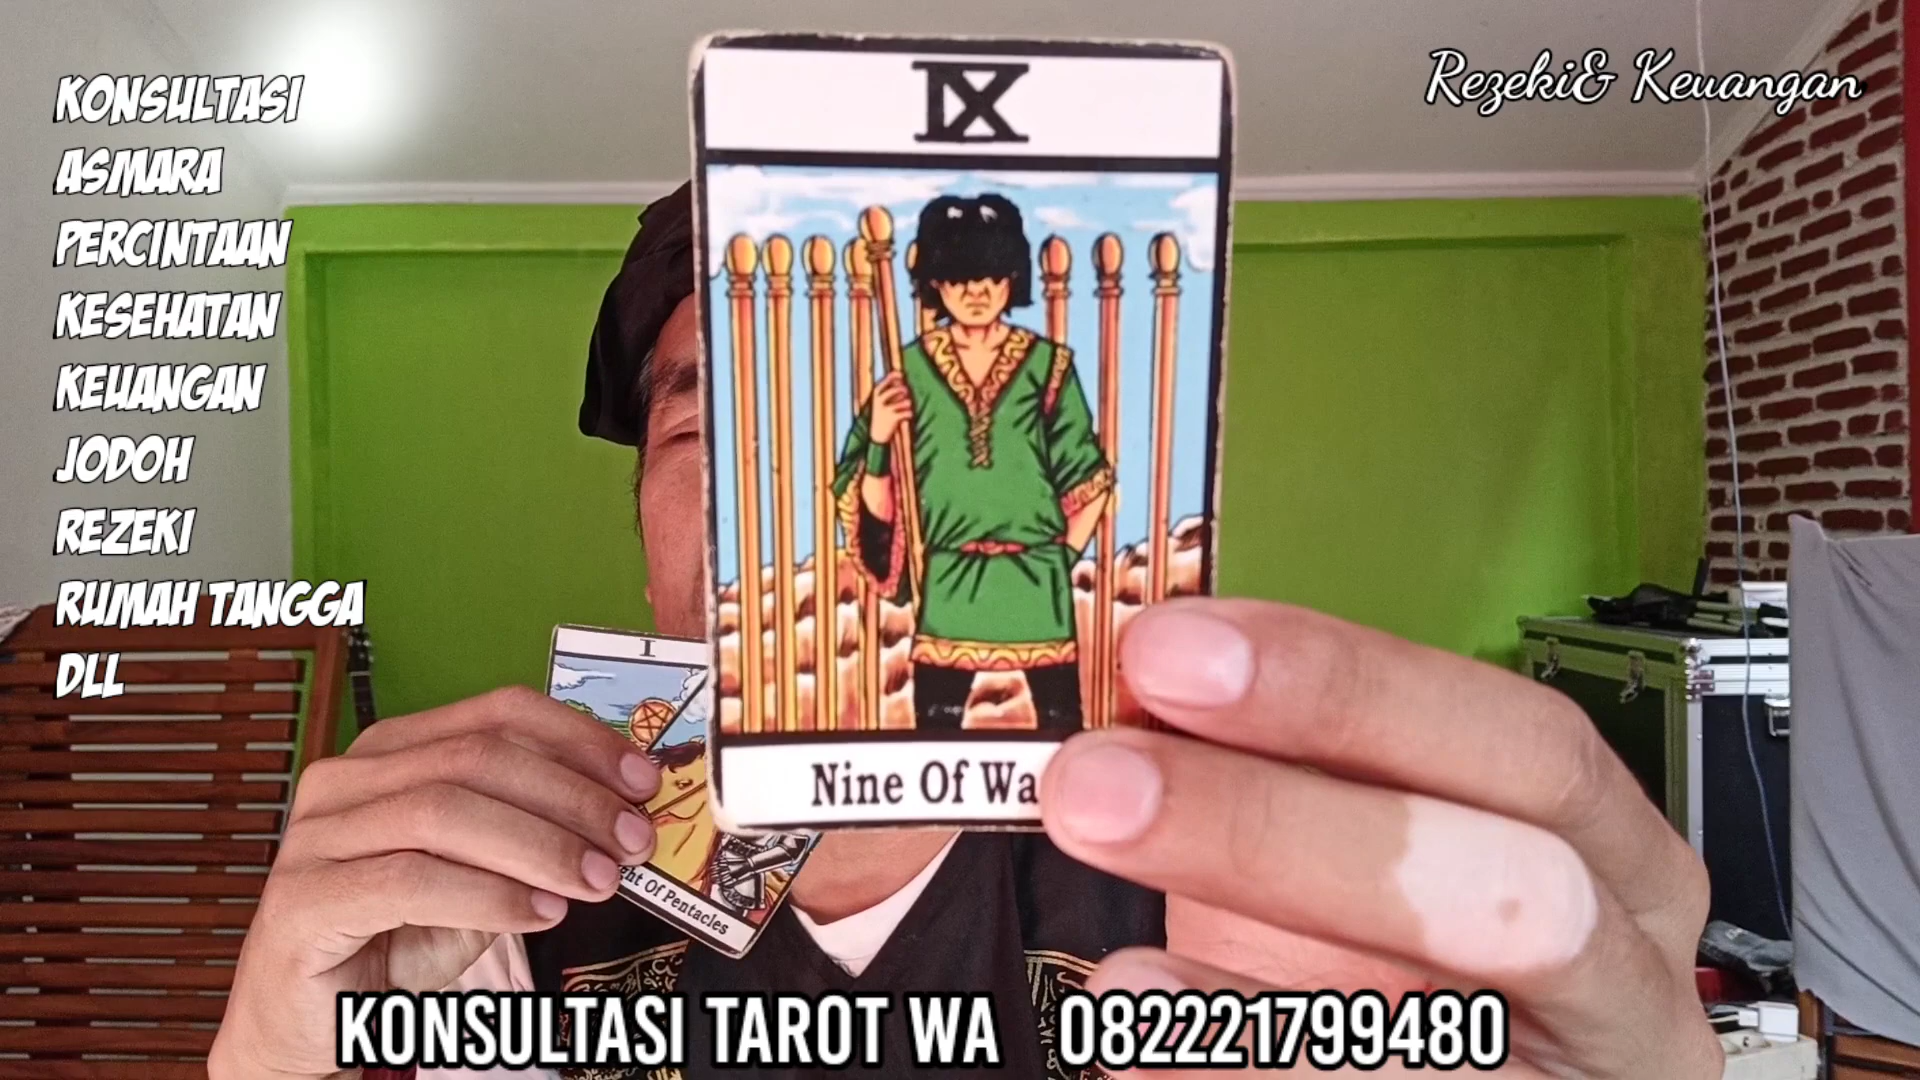 KONSULTASI
ASMARA
PERCINTAAN
KESEHATAN
KEUANGAN
JODOH
REZEKI
RUMAH TANGGA
DLL
Rezeki& Keuangan
IX
Nine Of Wa
I
ght Of Pentacles
KONSULTASI TAROT WA 082221799480